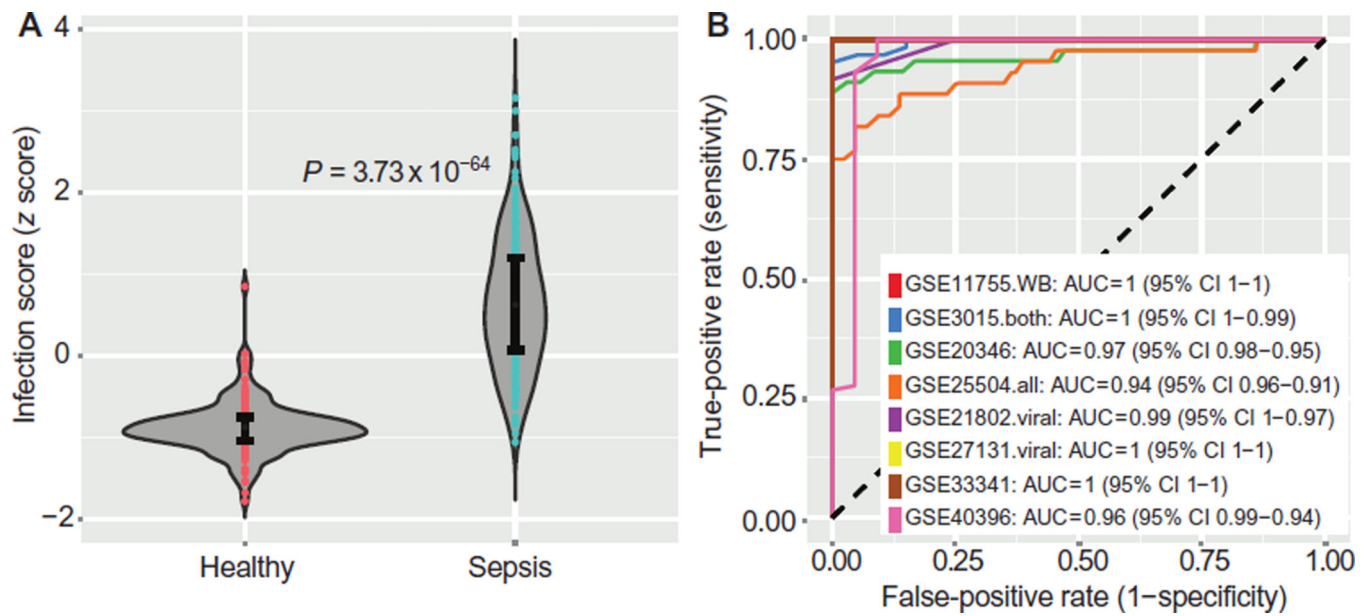 A
4
2
0
−2
Infection score (z score)
P = 3.73 x 10⁻⁶⁴
Healthy
Sepsis
B
1.00
0.75
0.50
0.25
0.00
True-positive rate (sensitivity)
GSE11755.WB: AUC=1 (95% CI 1−1)
GSE3015.both: AUC=1 (95% CI 1−0.99)
GSE20346: AUC=0.97 (95% CI 0.98−0.95)
GSE25504.all: AUC=0.94 (95% CI 0.96−0.91)
GSE21802.viral: AUC=0.99 (95% CI 1−0.97)
GSE27131.viral: AUC=1 (95% CI 1−1)
GSE33341: AUC=1 (95% CI 1−1)
GSE40396: AUC=0.96 (95% CI 0.99−0.94)
0.00 0.25 0.50 0.75 1.00
False-positive rate (1−specificity)